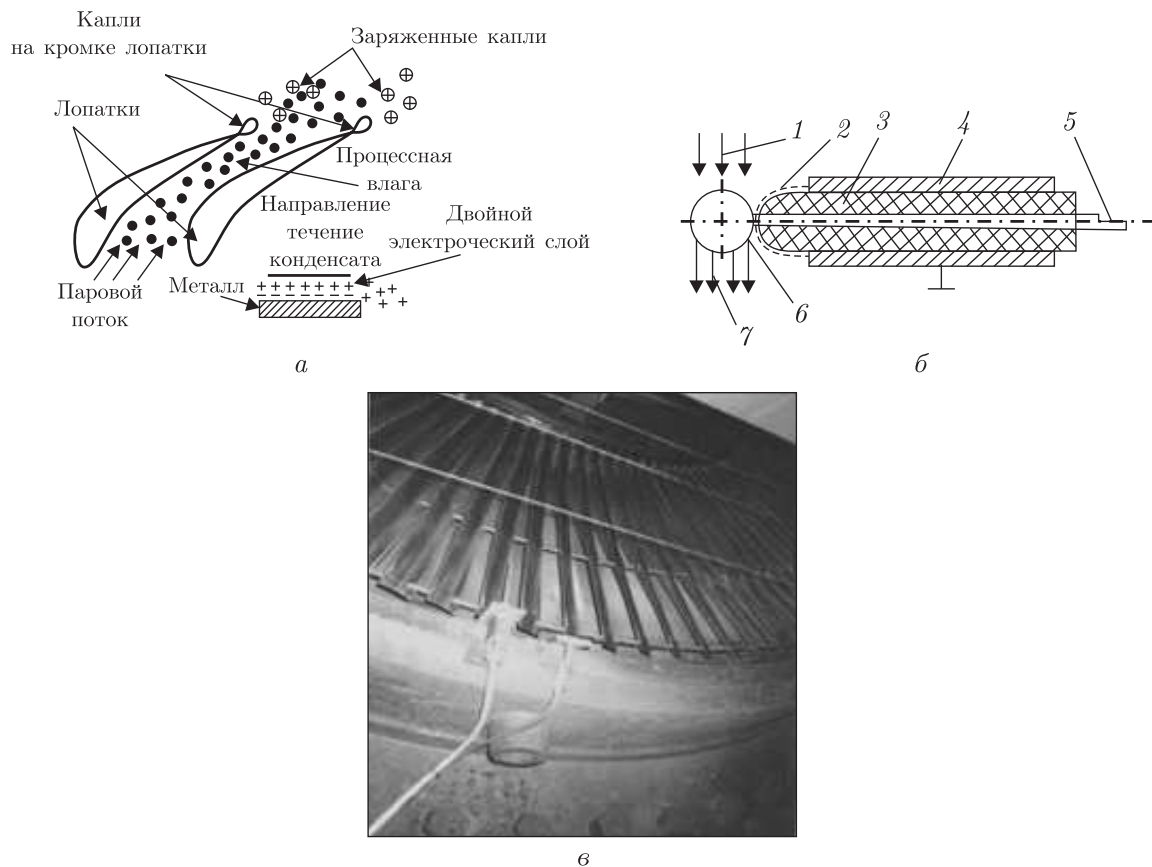 Капли
на кромке лопатки
Заряженные капли
Лопатки
Процессная
влага
Направление
течение
конденсата
Двойной
электроческий слой
Металл
Паровой
поток
+ + + + + + + +
− − − − − − −
+ + +
+ + +
а
1
2
3
4
5
6
7
б
в